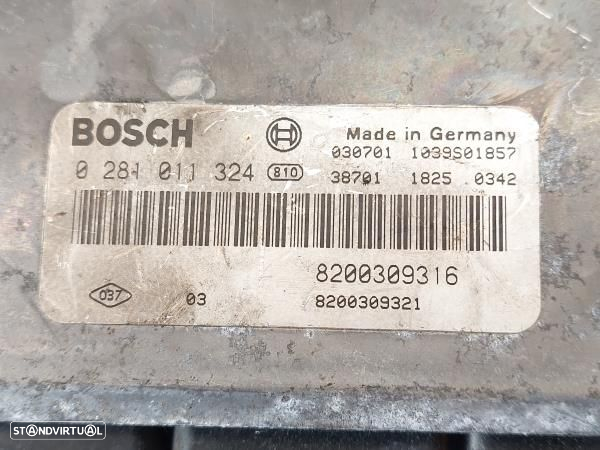 BOSCH
Made in Germany
030701 1039S01857
0 281 011 324 810
38701 1825 .0342
8200309316
037
03
8200309321
STANDVIRTUAL